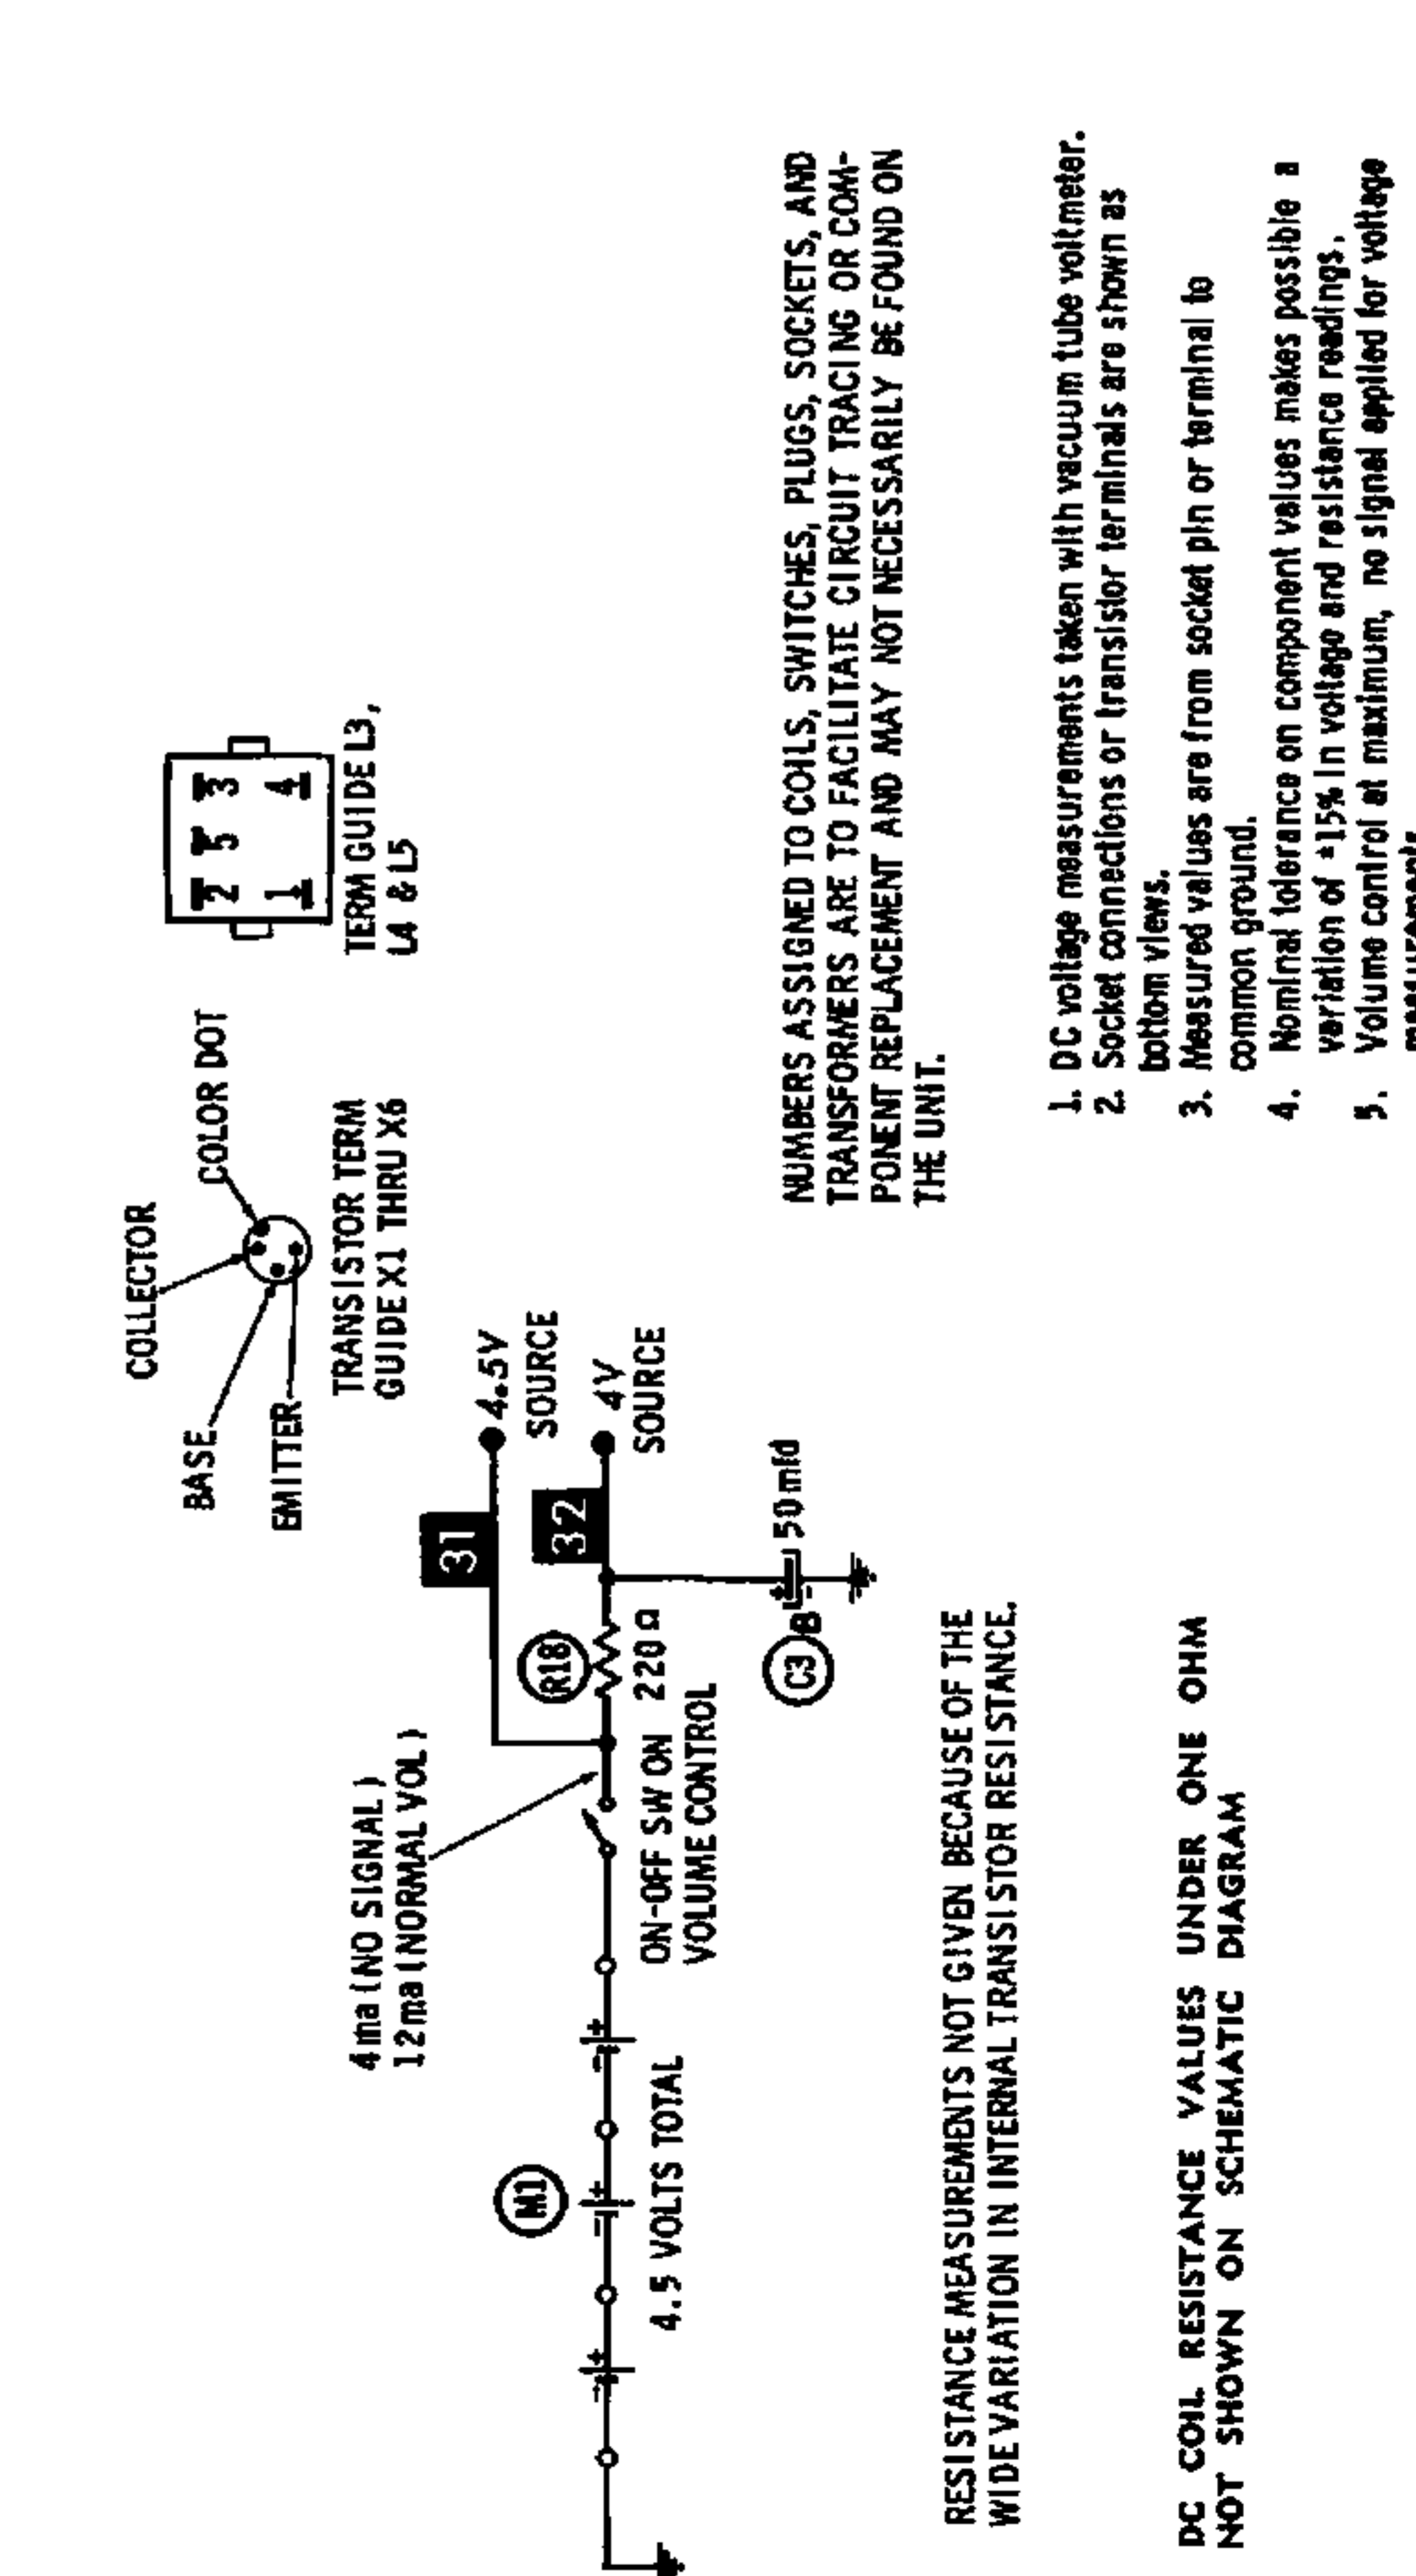 COLLECTOR
COLOR DOT
BASE
EMITTER
TRANSISTOR TERM
GUIDE X1 THRU X6
2 5 3
1 4
TERM GUIDE L3,
L4 & L5
4 ma (NO SIGNAL)
12 ma (NORMAL VOL)
31
4.5V
SOURCE
32
4V
SOURCE
M1
- + - + - +
4.5 VOLTS TOTAL
R18
220 Ω
ON-OFF SW ON
VOLUME CONTROL
C3 B
+
-
50 mfd
NUMBERS ASSIGNED TO COILS, SWITCHES, PLUGS, SOCKETS, AND
TRANSFORMERS ARE TO FACILITATE CIRCUIT TRACING OR COM-
PONENT REPLACEMENT AND MAY NOT NECESSARILY BE FOUND ON
THE UNIT.
RESISTANCE MEASUREMENTS NOT GIVEN BECAUSE OF THE
WIDE VARIATION IN INTERNAL TRANSISTOR RESISTANCE.
DC COIL RESISTANCE VALUES UNDER ONE OHM
NOT SHOWN ON SCHEMATIC DIAGRAM
1. DC voltage measurements taken with vacuum tube voltmeter.
2. Socket connections or transistor terminals are shown as
bottom views.
3. Measured values are from socket pin or terminal to
common ground.
4. Nominal tolerance on component values makes possible a
variation of ±15% in voltage and resistance readings.
5. Volume control at maximum, no signal applied for voltage